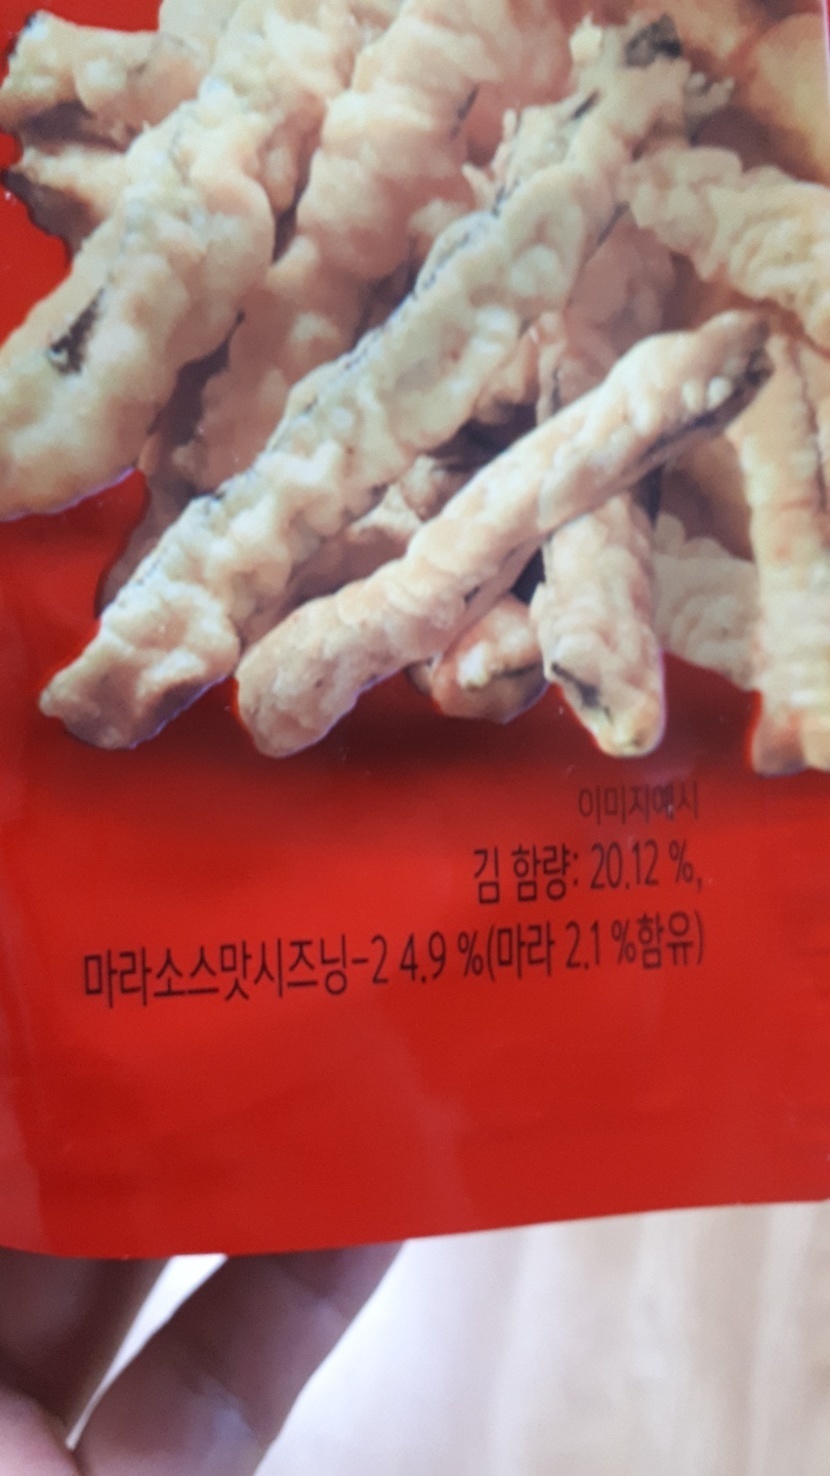 이미지예시
김 함량: 20.12 %,
마라소스맛시즈닝-2 4.9 %(마라 2.1 %함유)